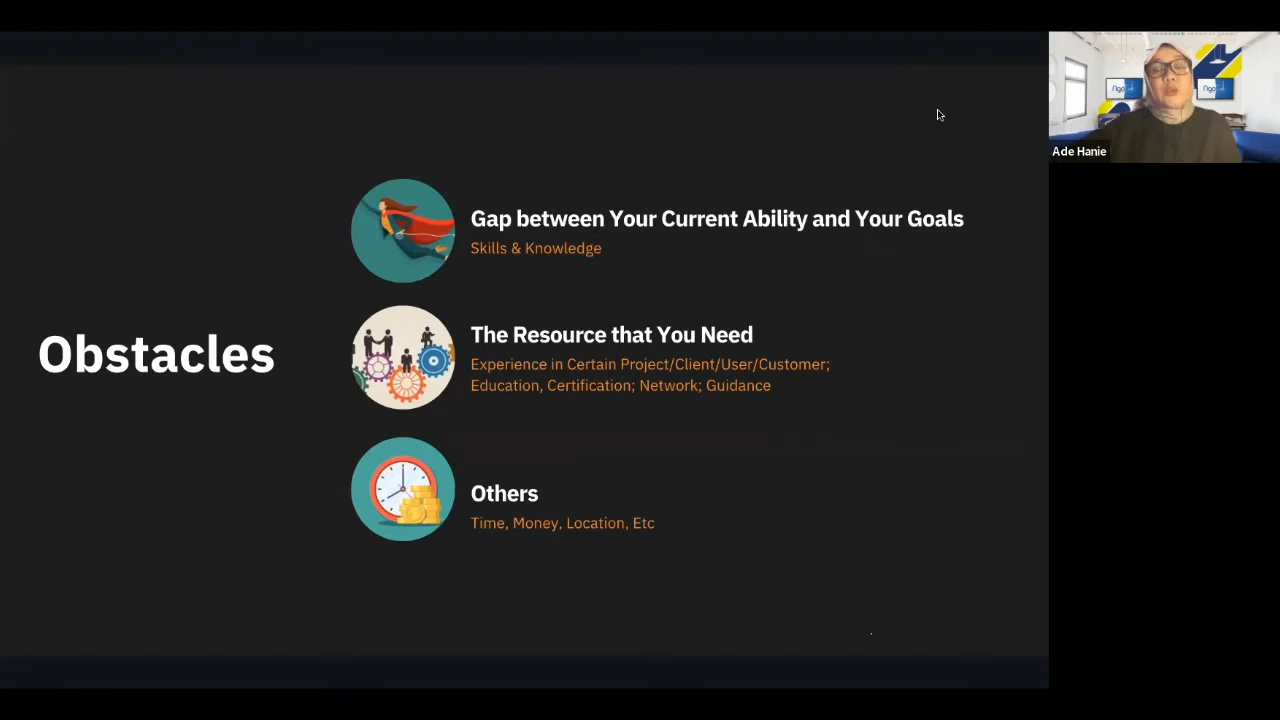 Obstacles
Gap between Your Current Ability and Your Goals
Skills & Knowledge
The Resource that You Need
Experience in Certain Project/Client/User/Customer;
Education, Certification; Network; Guidance
Others
Time, Money, Location, Etc
Ade Hanie